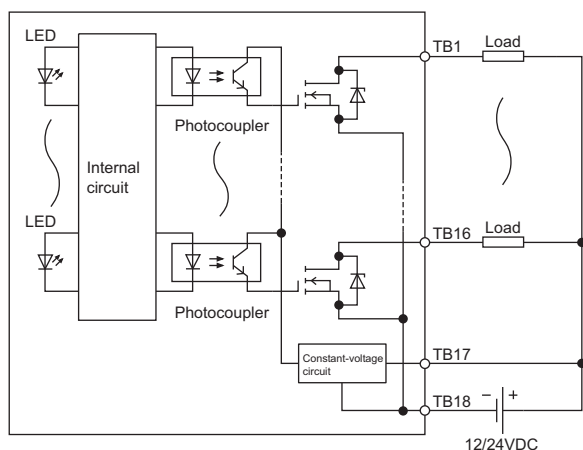 LED
TB1
Load
Photocoupler
Internal
circuit
LED
TB16
Load
Photocoupler
Constant-voltage
circuit
TB17
TB18
− +
12/24VDC